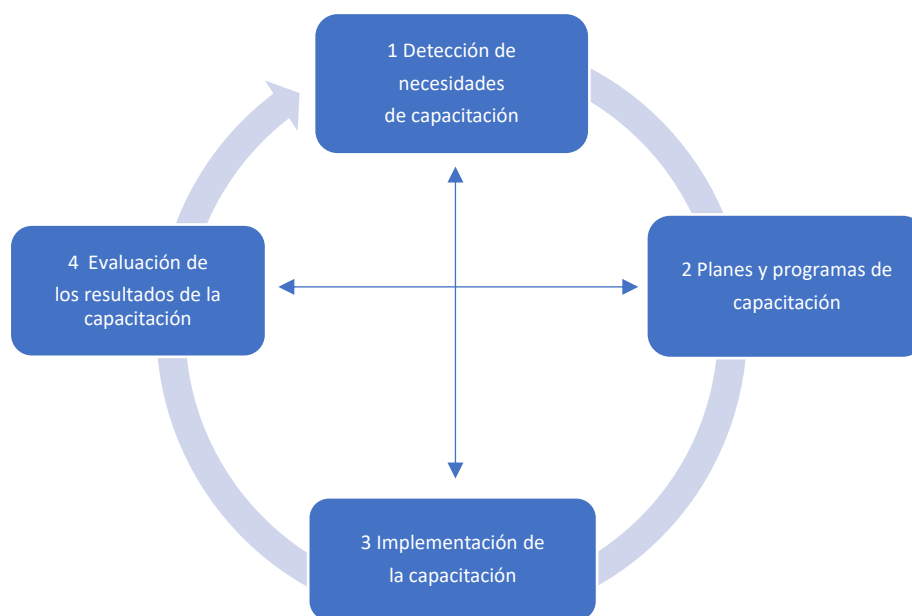 1 Detección de
necesidades
de capacitación
2 Planes y programas de
capacitación
3 Implementación de
la capacitación
4 Evaluación de
los resultados de la
capacitación